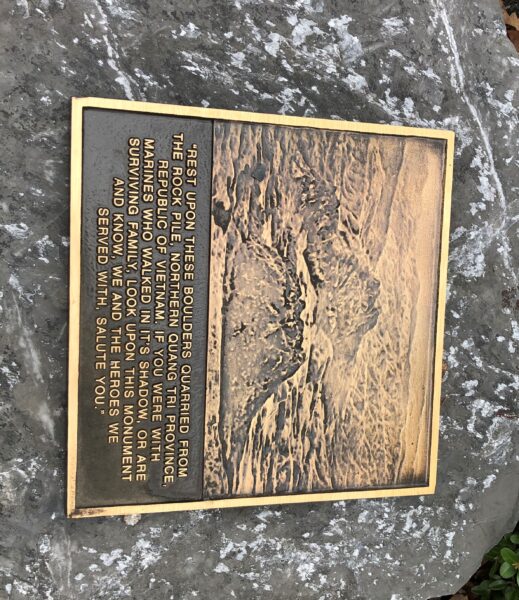 "REST UPON THESE BOULDERS QUARRIED FROM
THE ROCK PILE, NORTHERN QUANG TRI PROVINCE,
REPUBLIC OF VIETNAM. IF YOU WERE WITH
MARINES WHO WALKED IN IT'S SHADOW, OR ARE
SURVIVING FAMILY, LOOK UPON THIS MONUMENT
AND KNOW, WE AND THE HEROES WE
SERVED WITH, SALUTE YOU."